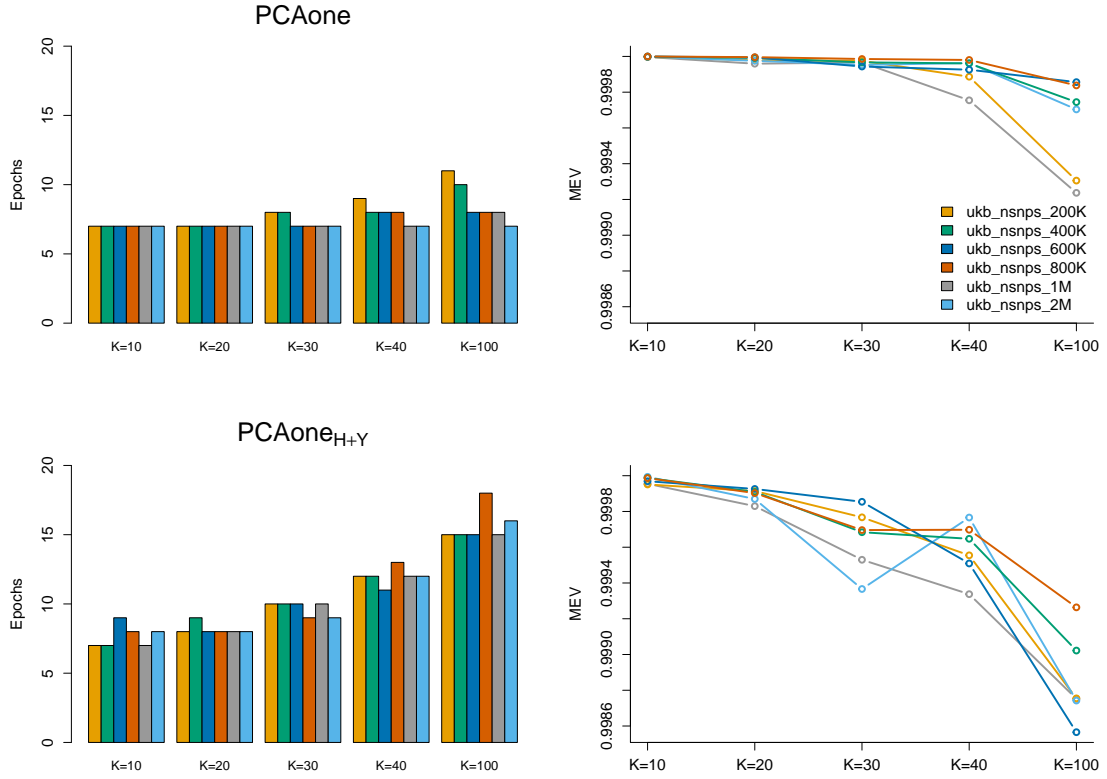 PCAone
20
15
10
5
0
Epochs
K=10
K=20
K=30
K=40
K=100
0.9998
0.9994
0.9990
0.9986
MEV
ukb_nsnps_200K
ukb_nsnps_400K
ukb_nsnps_600K
ukb_nsnps_800K
ukb_nsnps_1M
ukb_nsnps_2M
K=10
K=20
K=30
K=40
K=100
PCAoneH+Y
20
15
10
5
0
Epochs
K=10
K=20
K=30
K=40
K=100
0.9998
0.9994
0.9990
0.9986
MEV
K=10
K=20
K=30
K=40
K=100